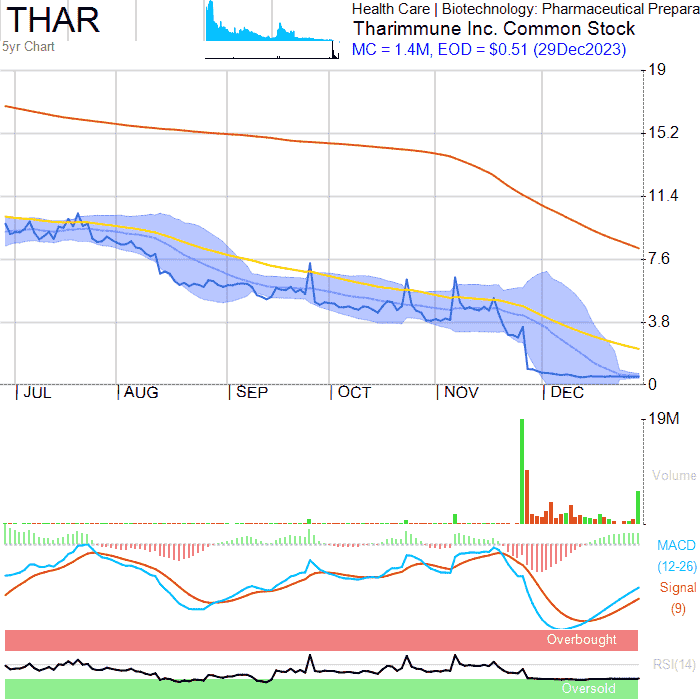 THAR
5yr Chart
Health Care | Biotechnology: Pharmaceutical Prepara
Tharimmune Inc. Common Stock
MC = 1.4M, EOD = $0.51 (29Dec2023)
19
15.2
11.4
7.6
3.8
0
|JUL |AUG |SEP |OCT |NOV |DEC
19M
Volume
MACD
(12-26)
Signal
(9)
Overbought
RSI(14)
Oversold